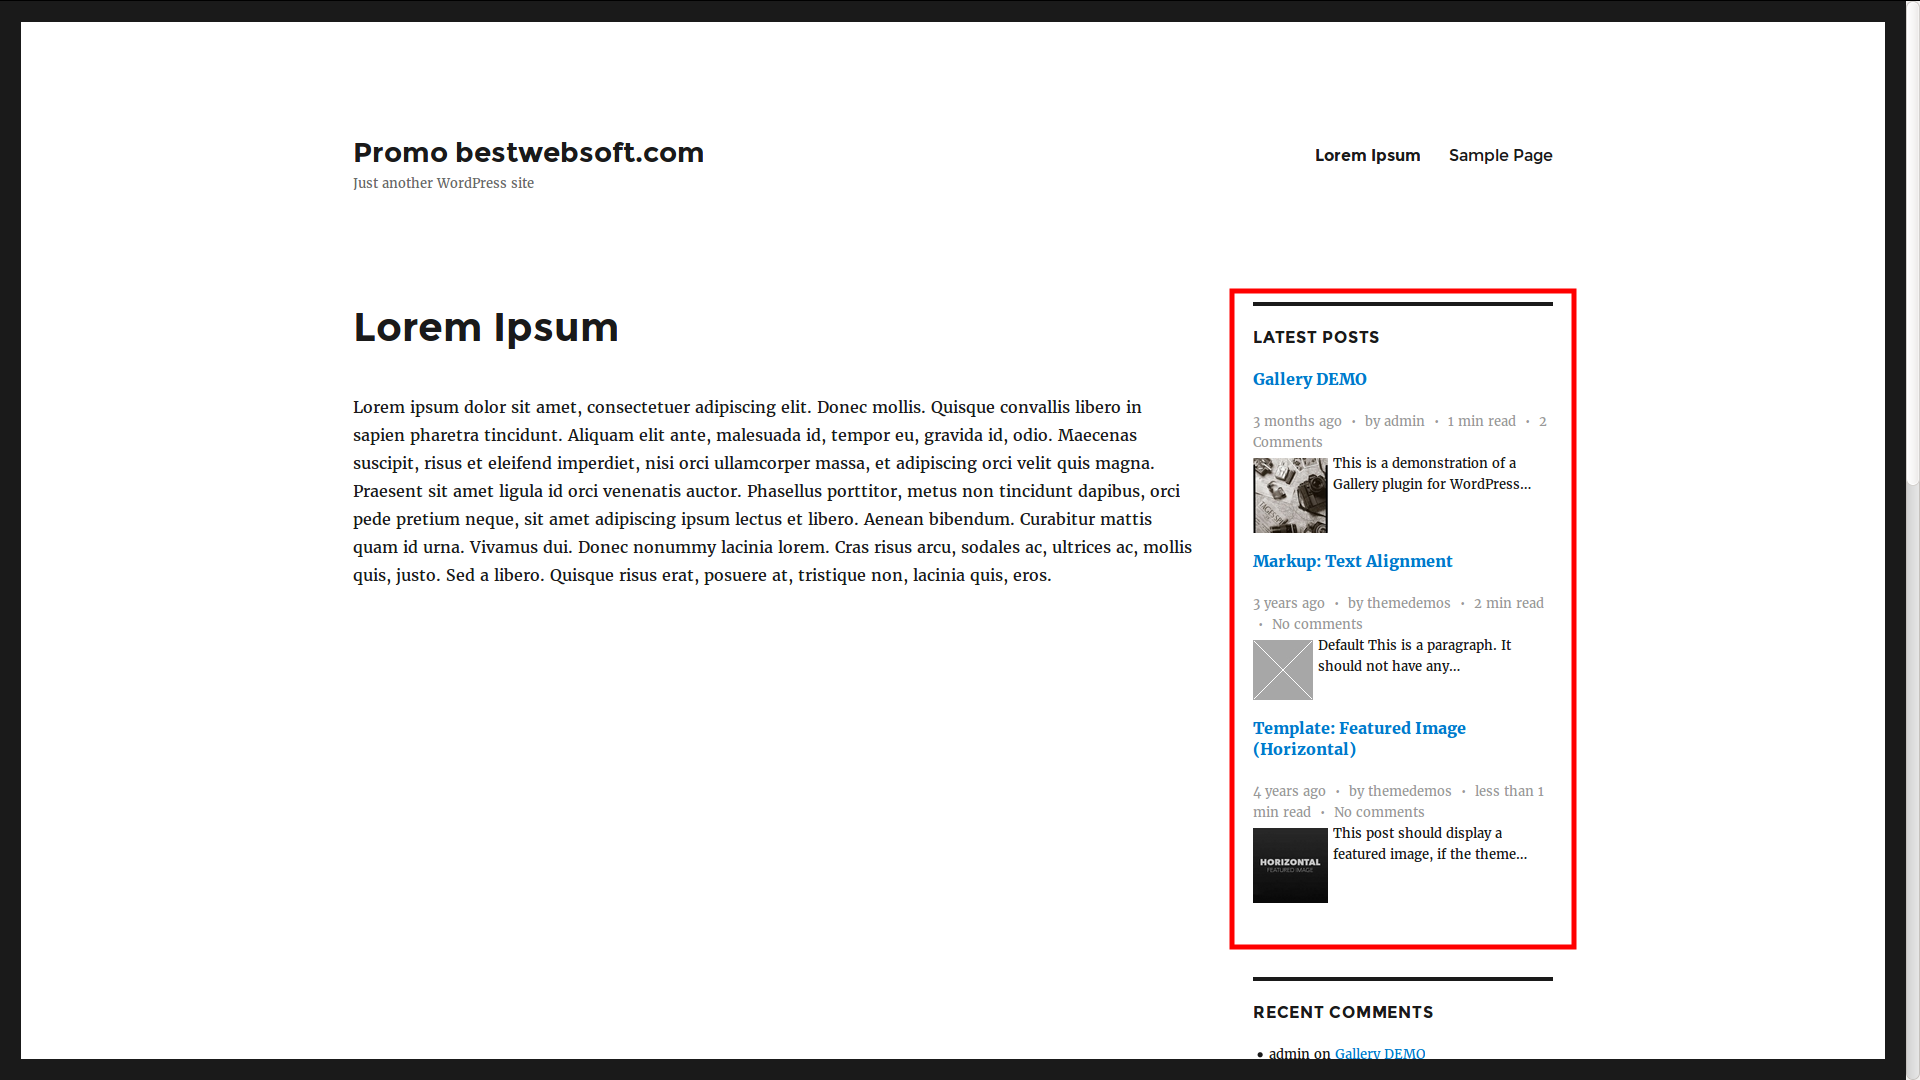 Promo bestwebsoft.com
Just another WordPress site
Lorem Ipsum
Sample Page
Lorem Ipsum
Lorem ipsum dolor sit amet, consectetuer adipiscing elit. Donec mollis. Quisque convallis libero in
sapien pharetra tincidunt. Aliquam elit ante, malesuada id, tempor eu, gravida id, odio. Maecenas
suscipit, risus et eleifend imperdiet, nisi orci ullamcorper massa, et adipiscing orci velit quis magna.
Praesent sit amet ligula id orci venenatis auctor. Phasellus porttitor, metus non tincidunt dapibus, orci
pede pretium neque, sit amet adipiscing ipsum lectus et libero. Aenean bibendum. Curabitur mattis
quam id urna. Vivamus dui. Donec nonummy lacinia lorem. Cras risus arcu, sodales ac, ultrices ac, mollis
quis, justo. Sed a libero. Quisque risus erat, posuere at, tristique non, lacinia quis, eros.
LATEST POSTS
Gallery DEMO
3 months ago • by admin • 1 min read • 2
Comments
This is a demonstration of a
Gallery plugin for WordPress...
Markup: Text Alignment
3 years ago • by themedemos • 2 min read
• No comments
Default This is a paragraph. It
should not have any...
Template: Featured Image
(Horizontal)
4 years ago • by themedemos • less than 1
min read • No comments
This post should display a
featured image, if the theme...
HORIZONTAL
FEATURED IMAGE
RECENT COMMENTS
• admin on Gallery DEMO